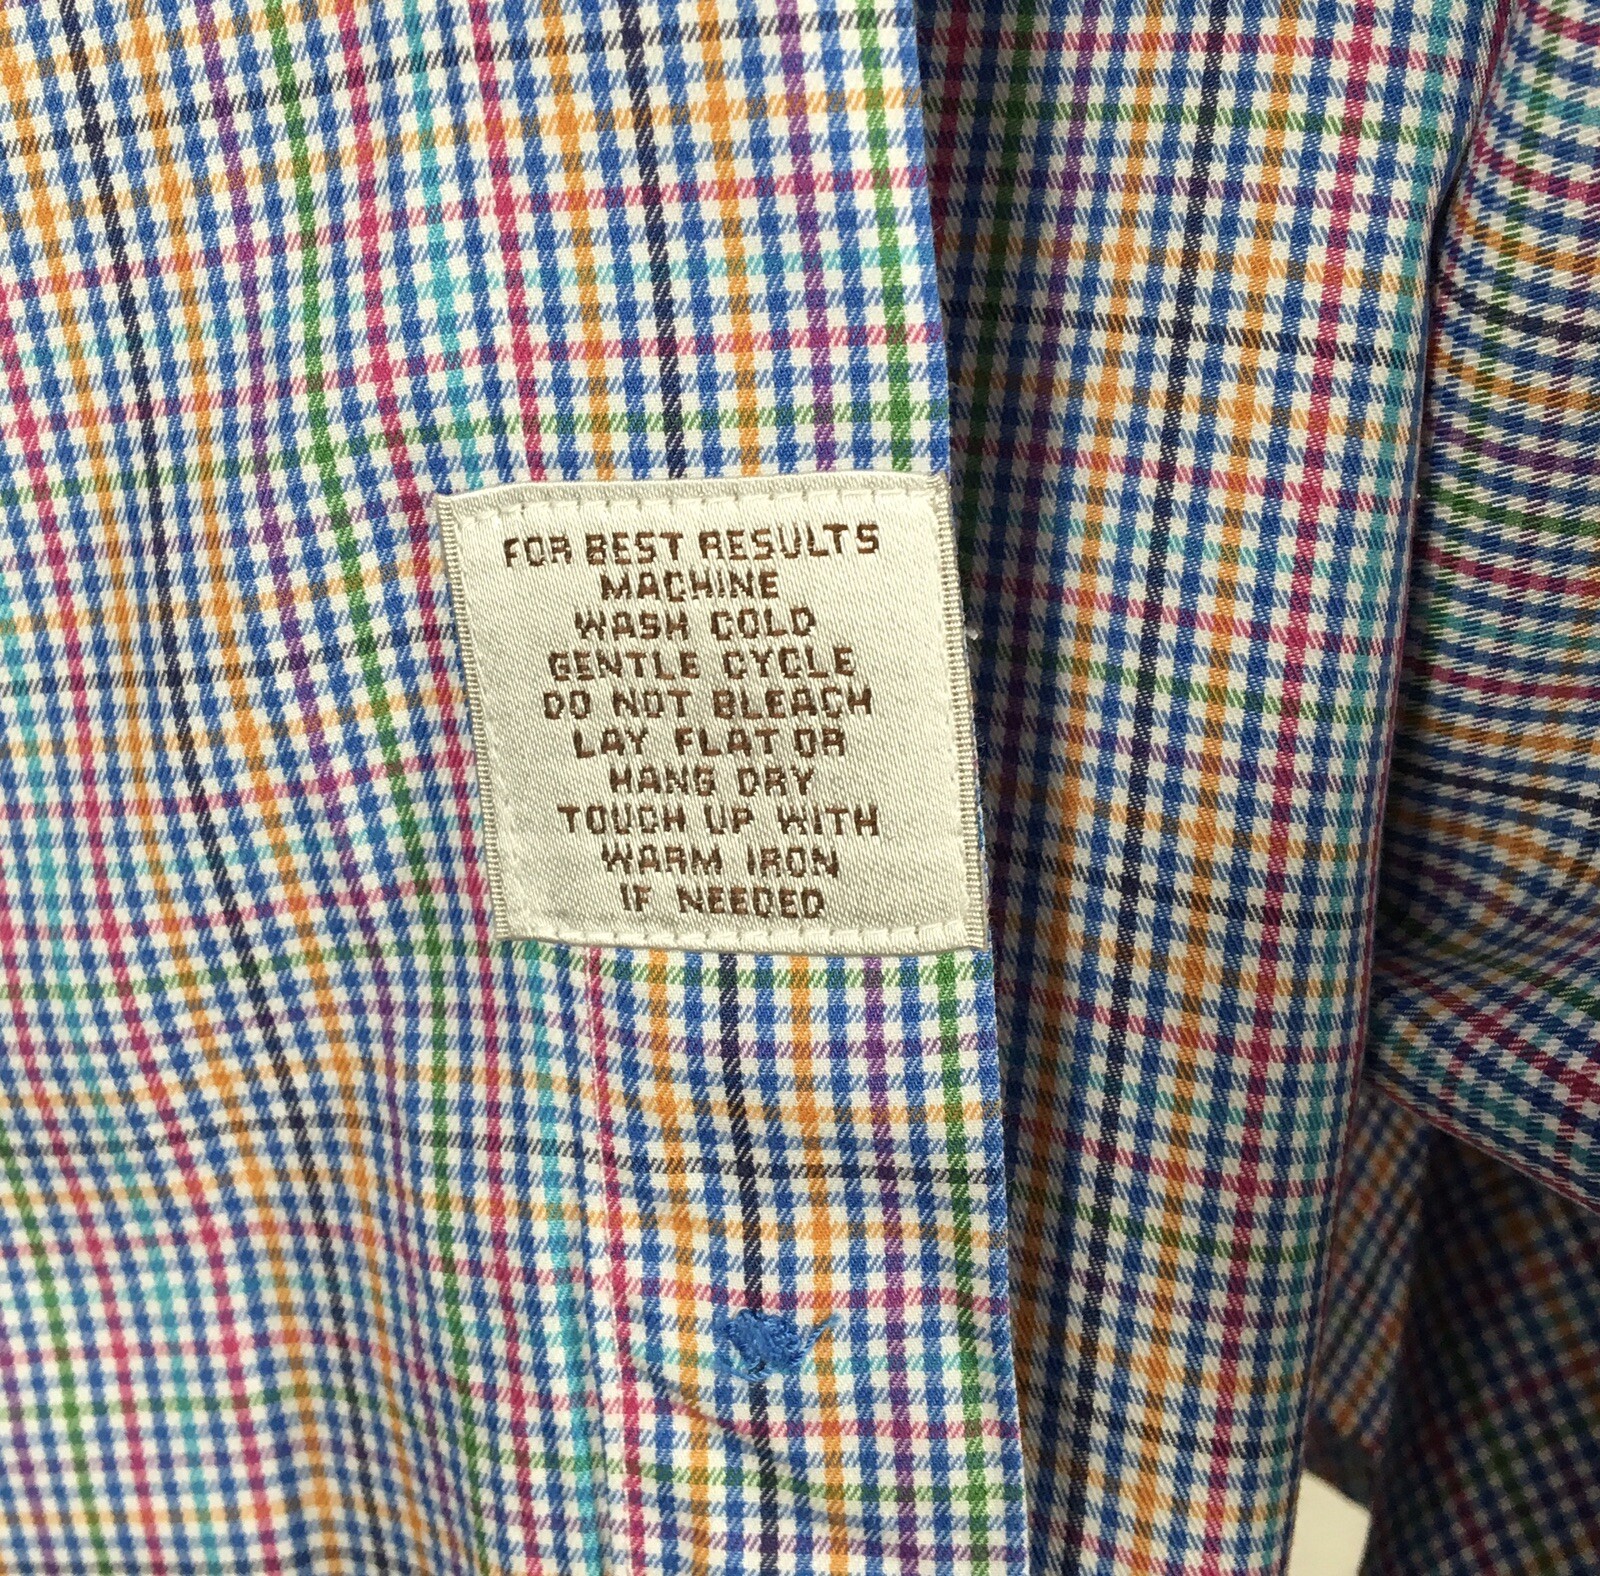 FOR BEST RESULTS
MACHINE
WASH COLD
GENTLE CYCLE
DO NOT BLEACH
LAY FLAT OR
HANG DRY
TOUCH UP WITH
WARM IRON
IF NEEDED